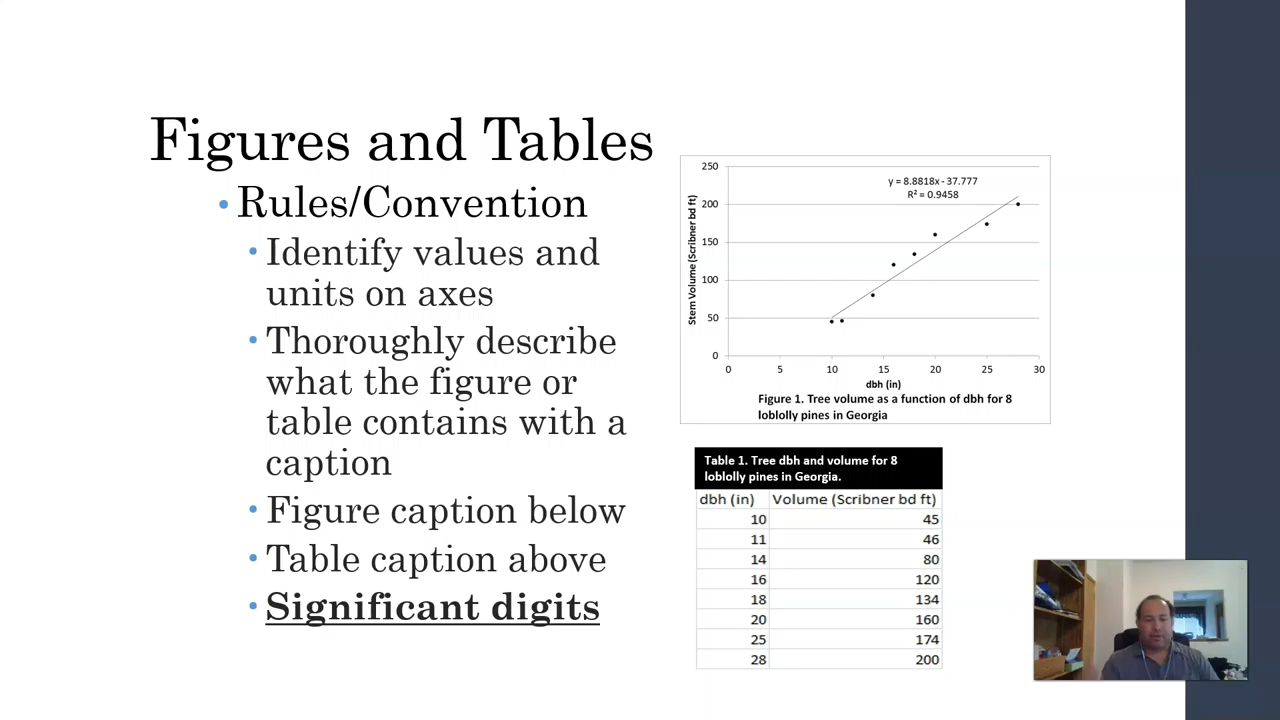 Figures and Tables
• Rules/Convention
• Identify values and
units on axes
• Thoroughly describe
what the figure or
table contains with a
caption
• Figure caption below
• Table caption above
• Significant digits
250
200
150
100
50
0
Stem Volume (Scribner bd ft)
y = 8.8818x - 37.777
R² = 0.9458
0 5 10 15 20 25 30
dbh (in)
Figure 1. Tree volume as a function of dbh for 8
loblolly pines in Georgia
Table 1. Tree dbh and volume for 8
loblolly pines in Georgia.
dbh (in) Volume (Scribner bd ft)
10 45
11 46
14 80
16 120
18 134
20 160
25 174
28 200